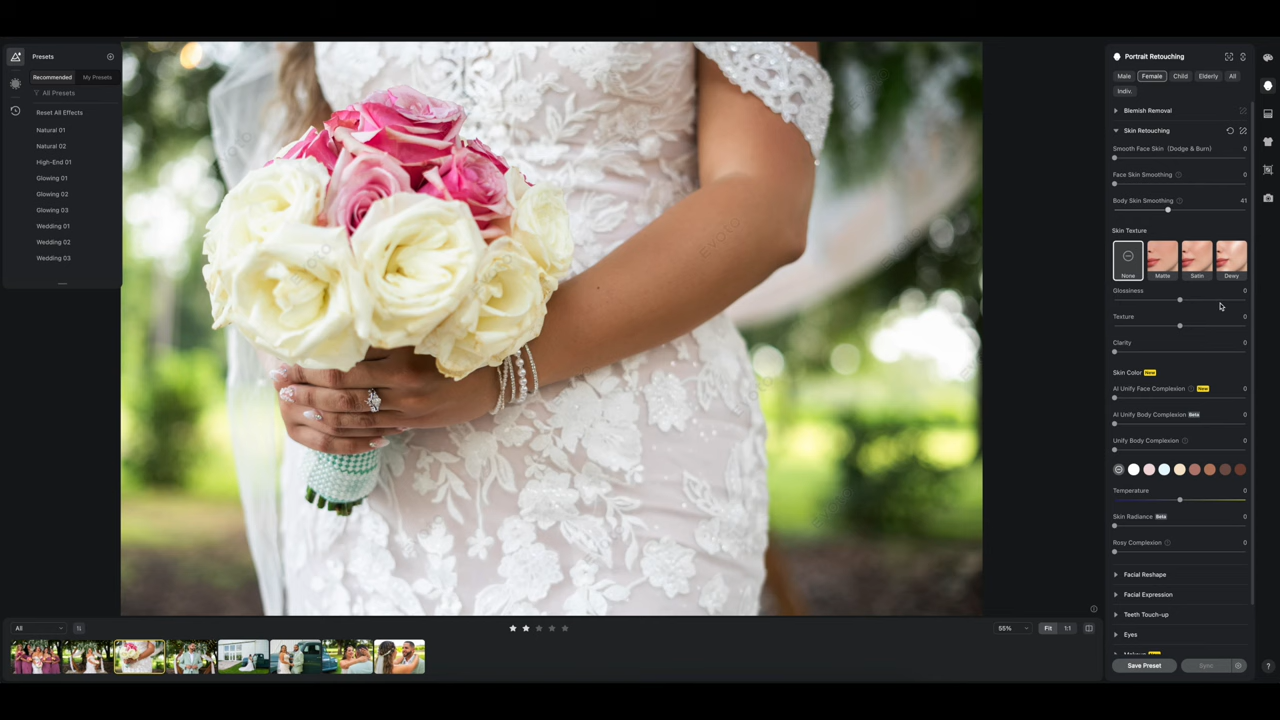 Presets
Recommended
My Presets
All Presets
Reset All Effects
Natural 01
Natural 02
High-End 01
Glowing 01
Glowing 02
Glowing 03
Wedding 01
Wedding 02
Wedding 03
Evoto
All
55%
Fit
1:1
Portrait Retouching
Male
Female
Child
Elderly
All
Indiv.
Blemish Removal
Skin Retouching
Smooth Face Skin (Dodge & Burn) 0
Face Skin Smoothing 0
Body Skin Smoothing 41
Skin Texture
None
Matte
Satin
Dewy
Glossiness 0
Texture 0
Clarity 0
Skin Color New
AI Unify Face Complexion New 0
AI Unify Body Complexion Beta 0
Unify Body Complexion 0
Temperature 0
Skin Radiance Beta 0
Rosy Complexion 0
Facial Reshape
Facial Expression
Teeth Touch-up
Eyes
Save Preset
Sync